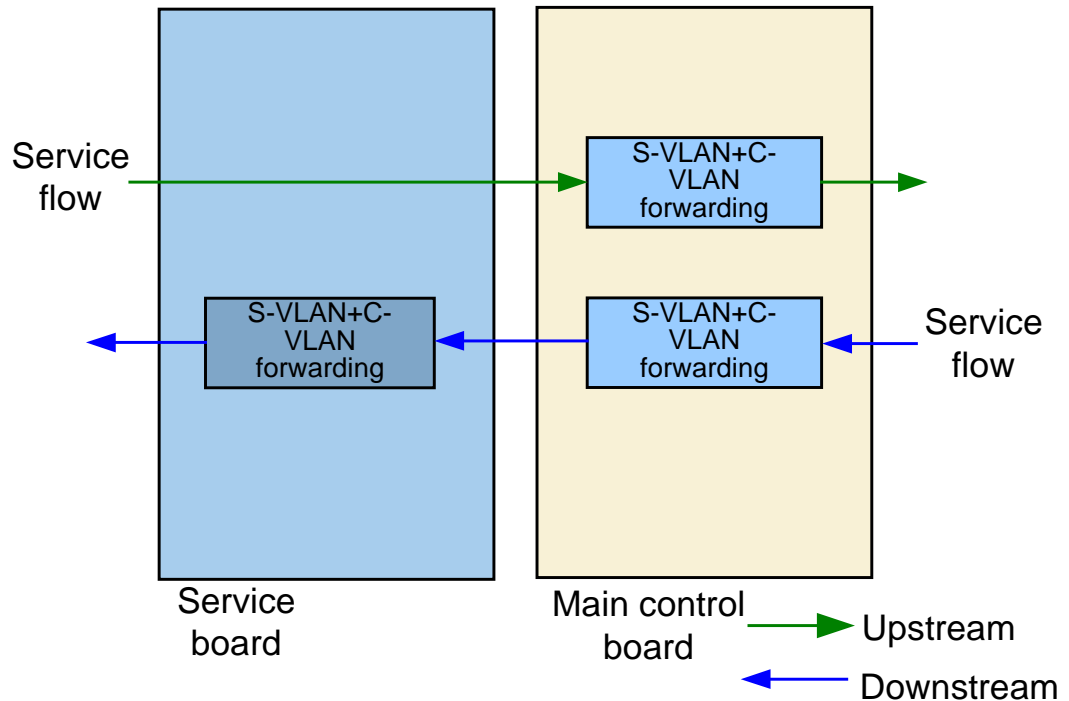 Service
flow
S-VLAN+C-
VLAN
forwarding
S-VLAN+C-
VLAN
forwarding
S-VLAN+C-
VLAN
forwarding
Service
flow
Service
board
Main control
board
Upstream
Downstream